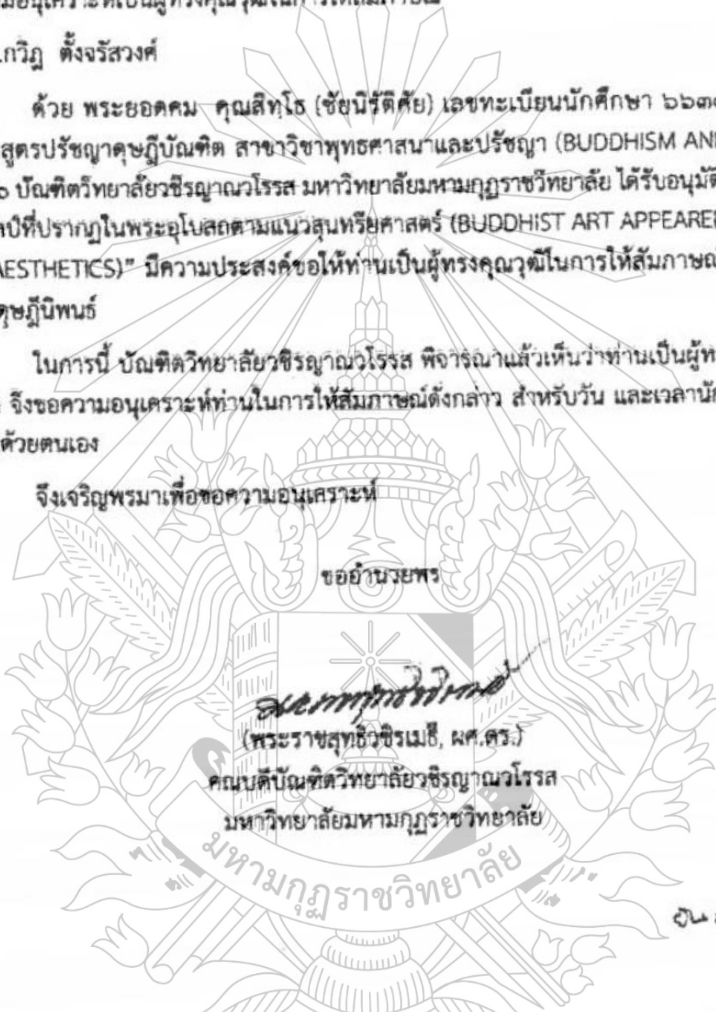 มอนุเคราะห์เป็นผู้ทรงคุณวุฒิในการให้สัมภาษณ์
.กวิฎ ตั้งจรัสวงศ์
ด้วย พระยอดคม คุณสิทฺโธ (ชัยนิรัติศัย) เลขทะเบียนนักศึกษา ๖๖๓๐
สูตรปรัชญาดุษฎีบัณฑิต สาขาวิชาพุทธศาสนาและปรัชญา (BUDDHISM AND
๐ บัณฑิตวิทยาลัยวชิรญาณวโรรส มหาวิทยาลัยมหามกุฏราชวิทยาลัย ได้รับอนุมัติ
ลป์ที่ปรากฏในพระอุโบสถตามแนวสุนทรียศาสตร์ (BUDDHIST ART APPEARED
AESTHETICS)” มีความประสงค์ขอให้ท่านเป็นผู้ทรงคุณวุฒิในการให้สัมภาษณ์
ดุษฎีนิพนธ์
ในการนี้ บัณฑิตวิทยาลัยวชิรญาณวโรรส พิจารณาแล้วเห็นว่าท่านเป็นผู้ท
จึงขอความอนุเคราะห์ท่านในการให้สัมภาษณ์ดังกล่าว สำหรับวัน และเวลานัก
ด้วยตนเอง
จึงเจริญพรมาเพื่อขอความอนุเคราะห์
ขออำนวยพร
(พระราชสุทธิวชิรเมธี, ผศ.ดร.)
คณบดีบัณฑิตวิทยาลัยวชิรญาณวโรรส
มหาวิทยาลัยมหามกุฏราชวิทยาลัย
มหามกุฏราชวิทยาลัย